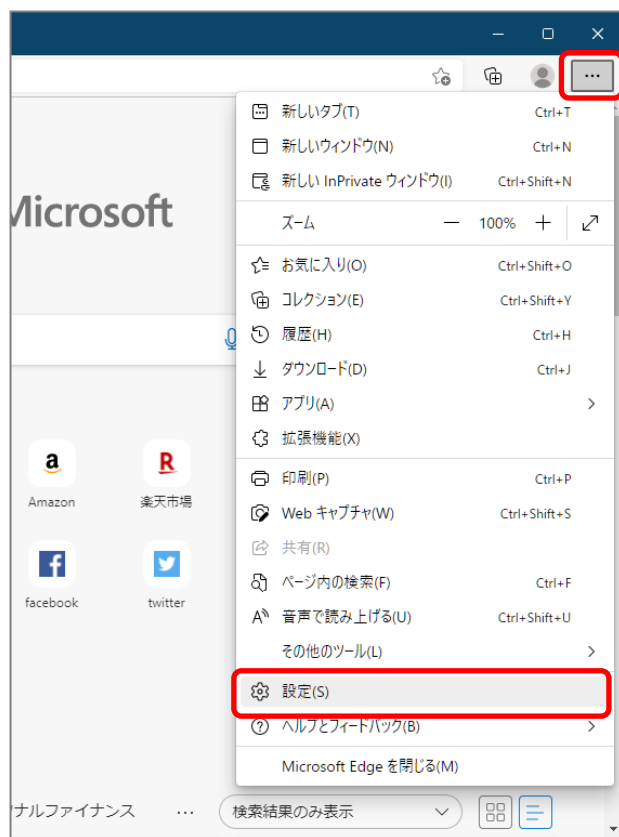 新しいタブ(T) Ctrl+T
新しいウィンドウ(N) Ctrl+N
新しい InPrivate ウィンドウ(I) Ctrl+Shift+N
Microsoft
ズーム 100%
お気に入り(O) Ctrl+Shift+O
コレクション(E) Ctrl+Shift+Y
履歴(H) Ctrl+H
ダウンロード(D) Ctrl+J
アプリ(A)
拡張機能(X)
印刷(P) Ctrl+P
Amazon
楽天市場
Web キャプチャ(W) Ctrl+Shift+S
共有(R)
ページ内の検索(F) Ctrl+F
facebook
twitter
音声で読み上げる(U) Ctrl+Shift+U
その他のツール(L)
設定(S)
ヘルプとフィードバック(B)
Microsoft Edge を閉じる(M)
ナルファイナンス … 検索結果のみ表示